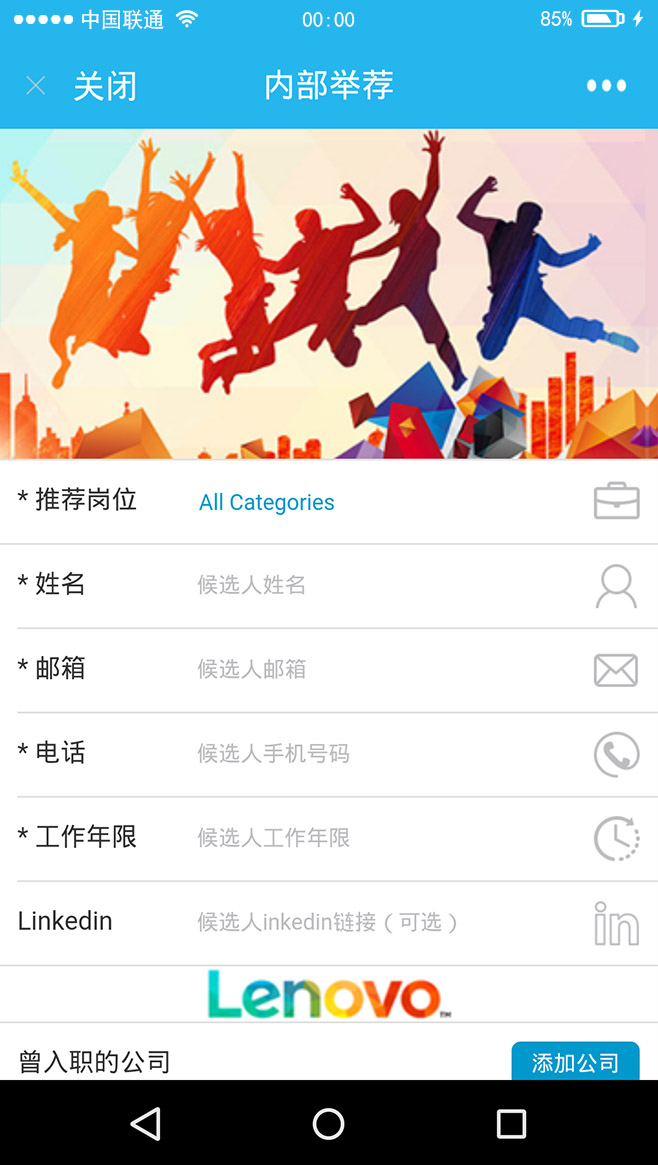 中国联通 00:00 85%
关闭 内部举荐
* 推荐岗位 All Categories
* 姓名 候选人姓名
* 邮箱 候选人邮箱
* 电话 候选人手机号码
* 工作年限 候选人工作年限
Linkedin 候选人inkedin链接（可选）
in
Lenovo™
曾入职的公司 添加公司